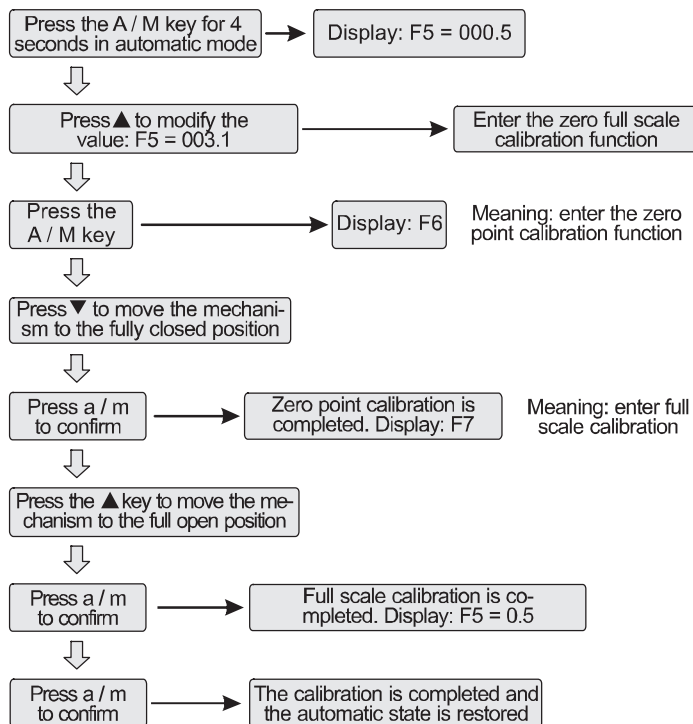 Press the A / M key for 4
seconds in automatic mode
Display: F5 = 000.5
Press ▲ to modify the
value: F5 = 003.1
Enter the zero full scale
calibration function
Press the
A / M key
Display: F6
Meaning: enter the zero
point calibration function
Press ▼ to move the mechani-
sm to the fully closed position
Press a / m
to confirm
Zero point calibration is
completed. Display: F7
Meaning: enter full
scale calibration
Press the ▲ key to move the me-
chanism to the full open position
Press a / m
to confirm
Full scale calibration is co-
mpleted. Display: F5 = 0.5
Press a / m
to confirm
The calibration is completed and
the automatic state is restored